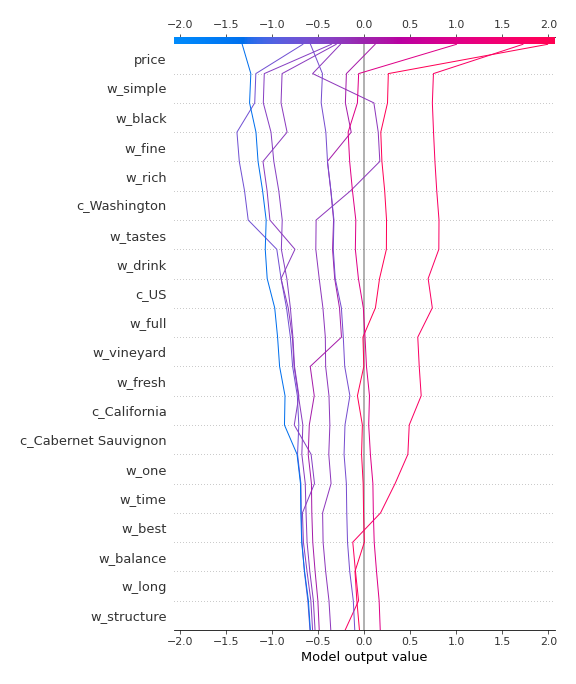 −2.0 −1.5 −1.0 −0.5 0.0 0.5 1.0 1.5 2.0
price
w_simple
w_black
w_fine
w_rich
c_Washington
w_tastes
w_drink
c_US
w_full
w_vineyard
w_fresh
c_California
c_Cabernet Sauvignon
w_one
w_time
w_best
w_balance
w_long
w_structure
−2.0 −1.5 −1.0 −0.5 0.0 0.5 1.0 1.5 2.0
Model output value